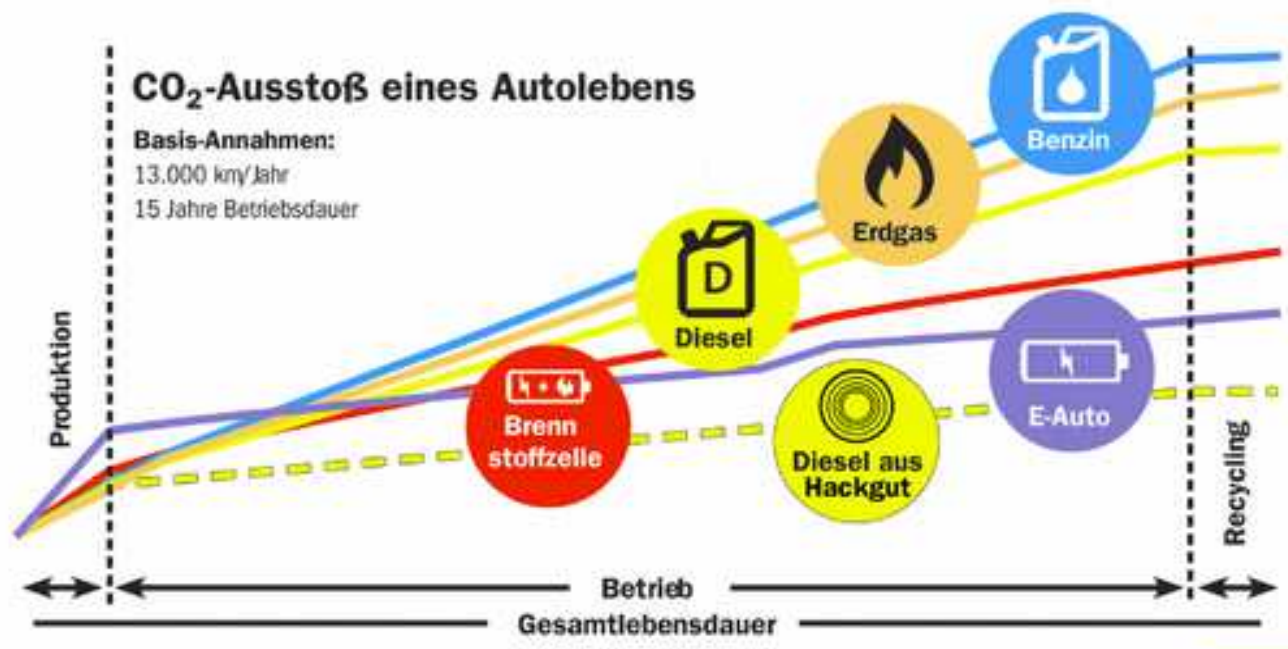 CO₂-Ausstoß eines Autolebens
Basis-Annahmen:
13.000 km/Jahr
15 Jahre Betriebsdauer
Benzin
Erdgas
D
Diesel
Brenn
stoffzelle
Diesel aus
Hackgut
E-Auto
Produktion
Recycling
Betrieb
Gesamtlebensdauer